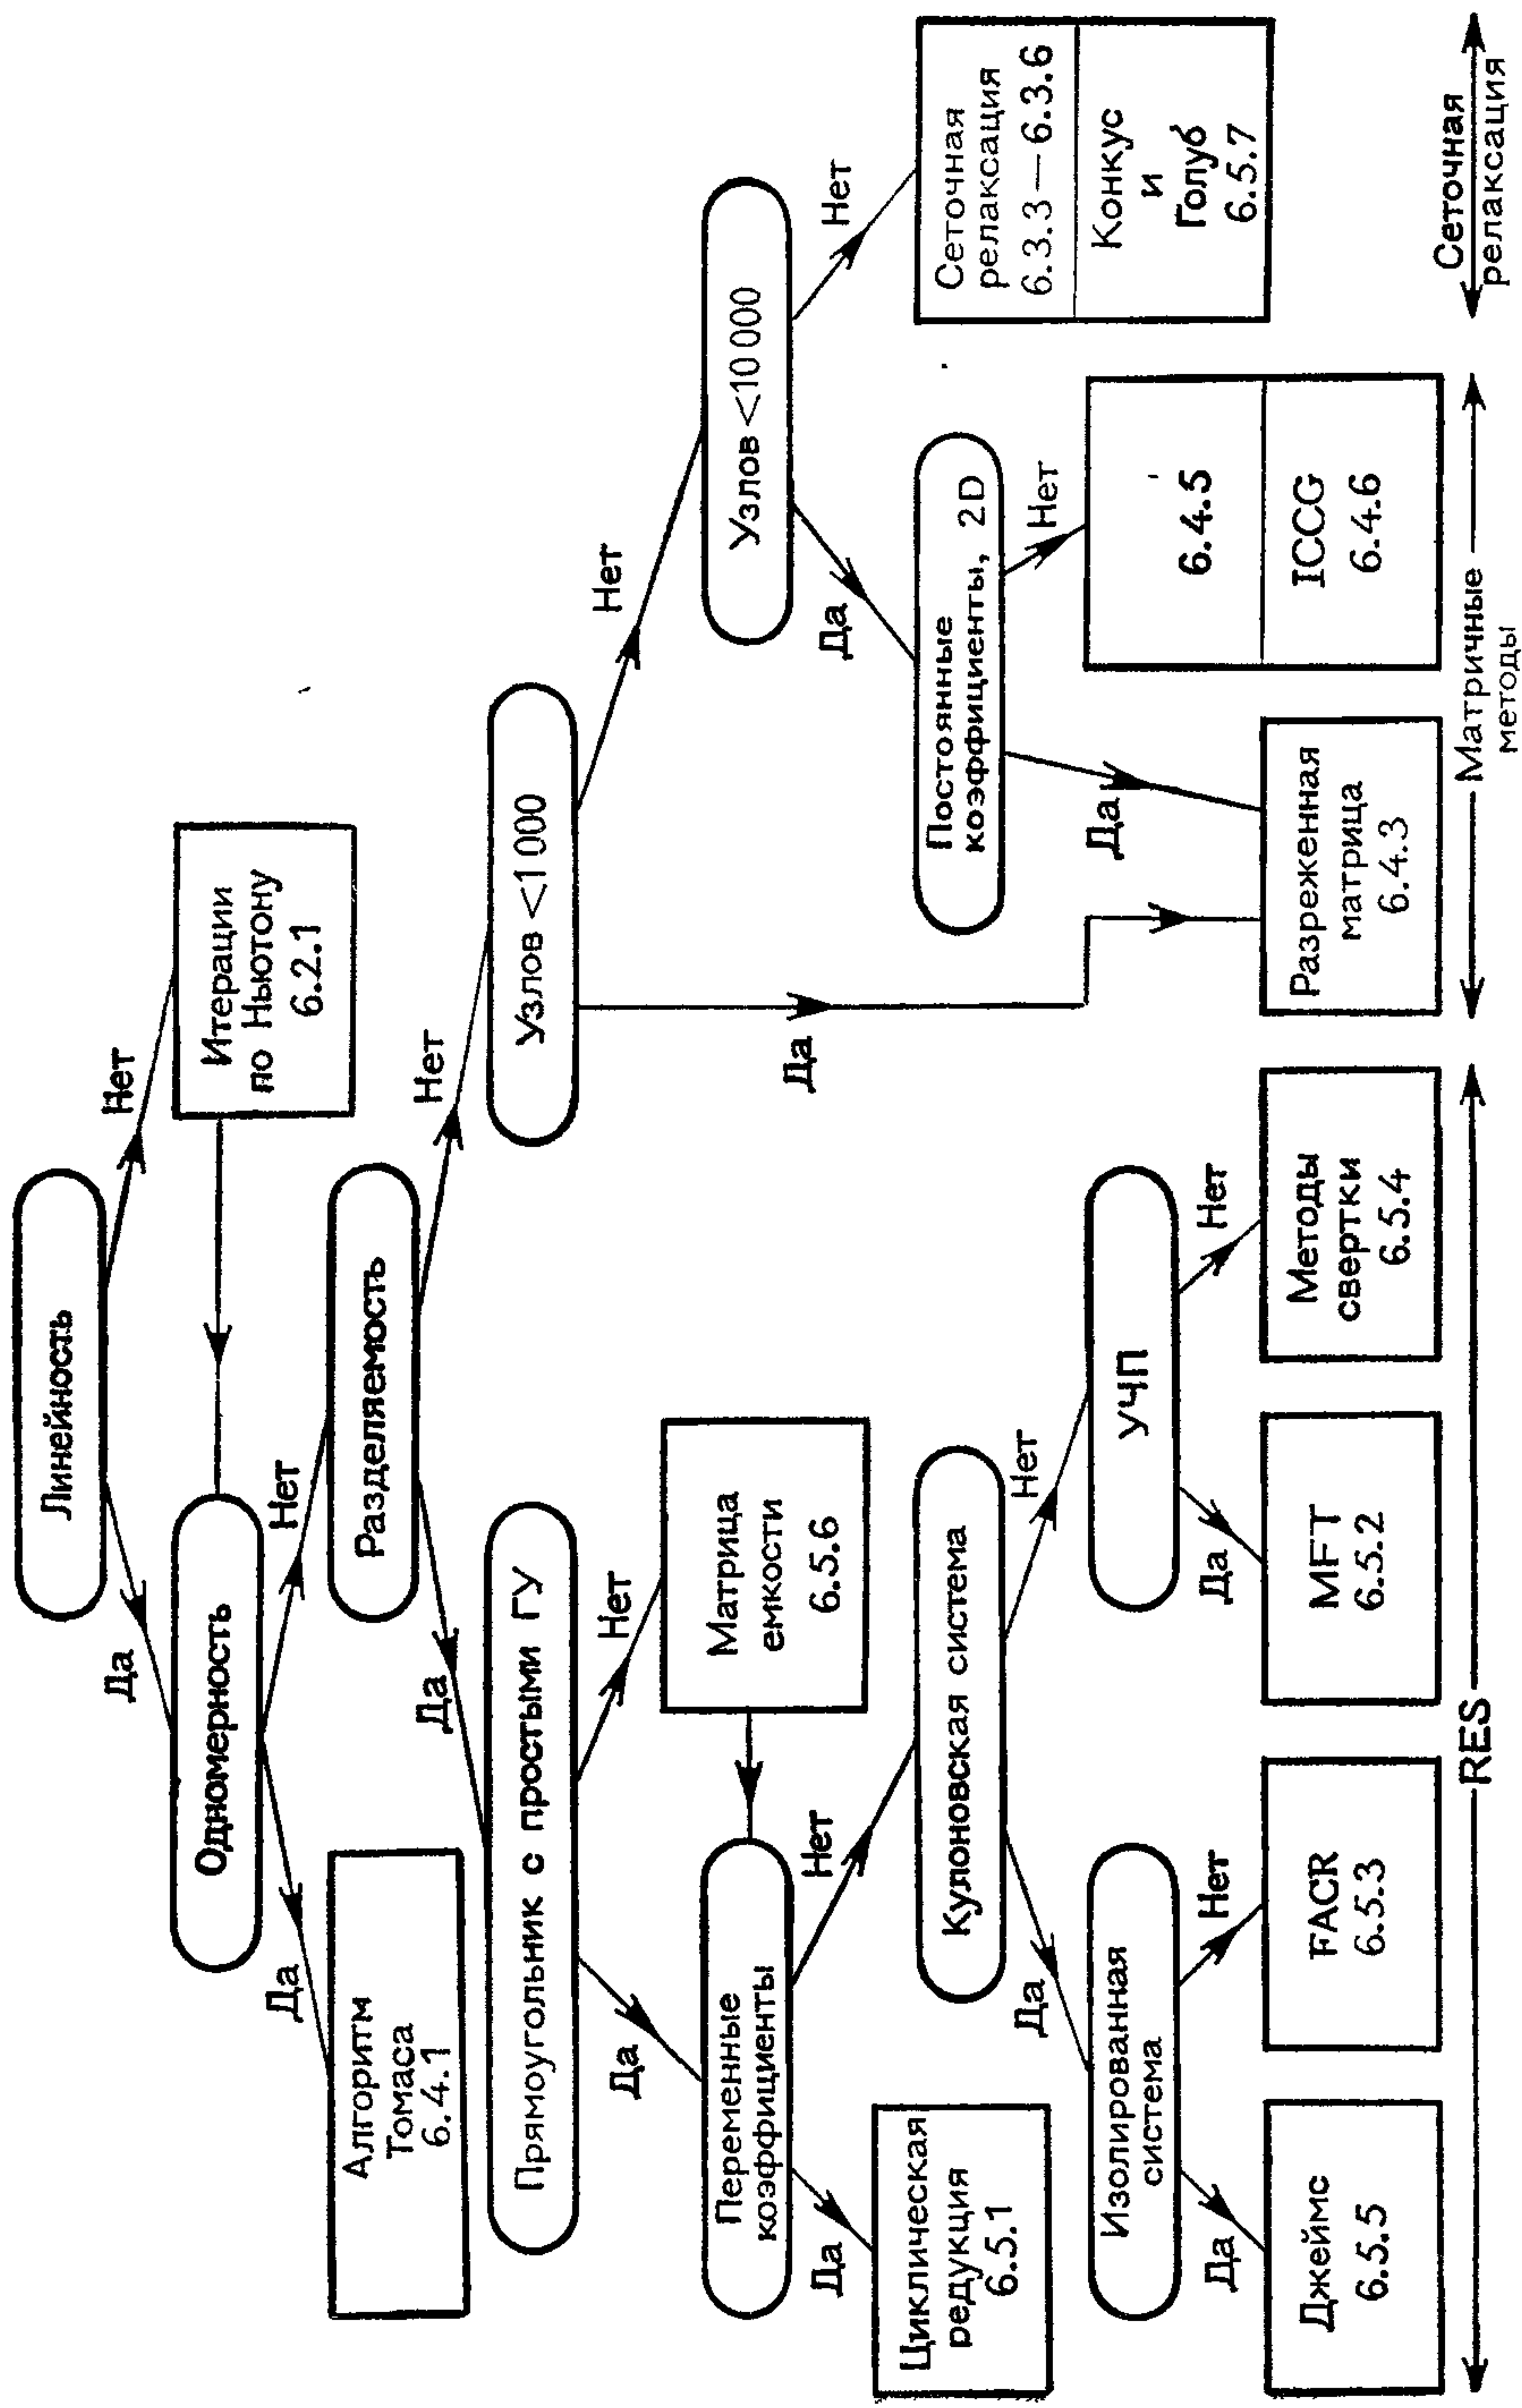 Линейность
Да
Нет
Одномерность
Итерации
по Ньютону
6.2.1
Да
Нет
Алгоритм
Томаса
6.4.1
Разделяемость
Да
Нет
Прямоугольник с простыми ГУ
Узлов <1 000
Да
Нет
Матрица
емкости
6.5.6
Да
Нет
Переменные
коэффициенты
Узлов <10 000
Да
Нет
Да
Нет
Циклическая
редукция
6.5.1
Кулоновская система
Постоянные
коэффициенты, 2D
Сеточная
релаксация
6.3.3—6.3.6
Конкус
и
Голуб
6.5.7
Да
Нет
Да
Нет
Изолированная
система
УЧП
6.4.5
ICCG
6.4.6
Да
Нет
Да
Нет
Джеймс
6.5.5
FACR
6.5.3
MFT
6.5.2
Методы
свертки
6.5.4
Разреженная
матрица
6.4.3
RES
Матричные
методы
Сеточная
релаксация